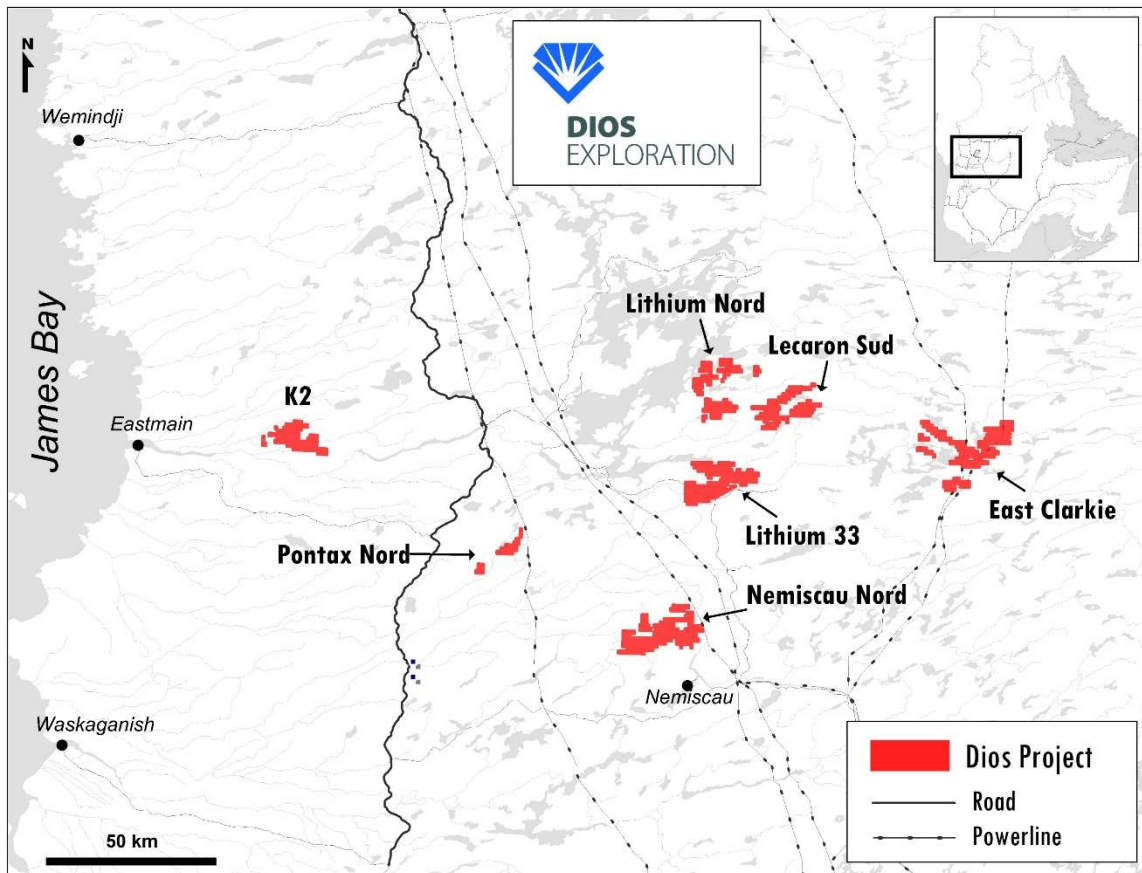 N
Wemindji
DIOS
EXPLORATION
James Bay
Lithium Nord
Lecaron Sud
K2
Eastmain
East Clarkie
Lithium 33
Pontax Nord
Nemiscau Nord
Nemiscau
Waskaganish
Dios Project
Road
Powerline
50 km